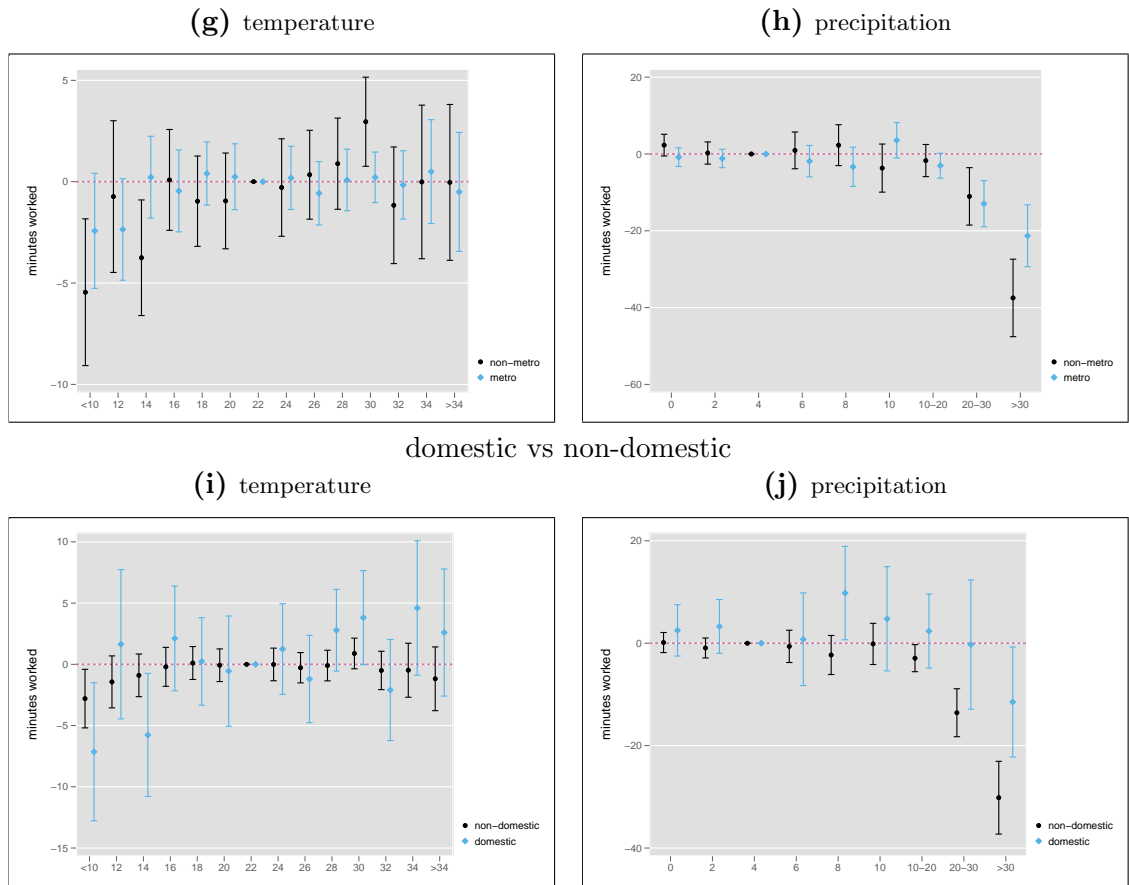 (g) temperature
(h) precipitation
5
0
−5
−10
minutes worked
<10 12 14 16 18 20 22 24 26 28 30 32 34 >34
non−metro
metro
20
0
−20
−40
−60
minutes worked
0 2 4 6 8 10 10−20 20−30 >30
non−metro
metro
domestic vs non-domestic
(i) temperature
(j) precipitation
10
5
0
−5
−10
−15
minutes worked
<10 12 14 16 18 20 22 24 26 28 30 32 34 >34
non−domestic
domestic
20
0
−20
−40
minutes worked
0 2 4 6 8 10 10−20 20−30 >30
non−domestic
domestic